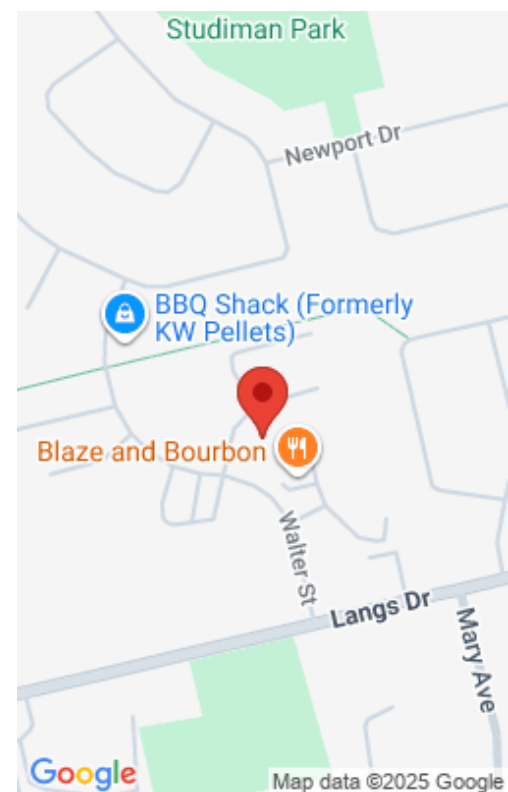 Studiman Park
Newport Dr
BBQ Shack (Formerly
KW Pellets)
Blaze and Bourbon
Walter St
Langs Dr
Mary Ave
Google
Map data ©2025 Google